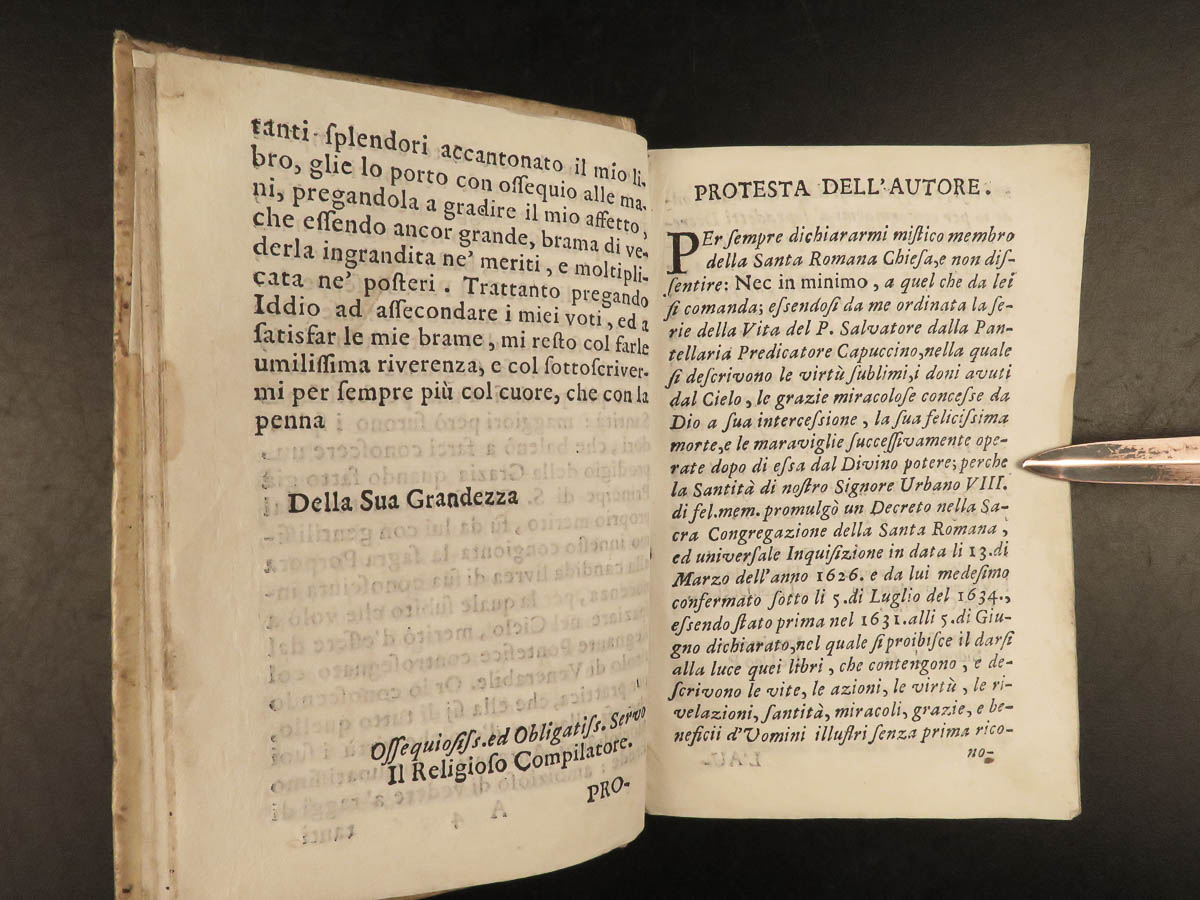 tanti ſplendori accantonato il mio li-
bro, glie lo porto con oſſequio alle ma-
ni, pregandola a gradire il mio affetto,
che eſſendo ancor grande, brama di ve-
derla ingrandita ne' meriti, e moltipli-
cata ne' poſteri. Trattanto pregando
Iddio ad aſſecondare i miei voti, ed a
ſatisfar le mie brame, mi reſto col farle
umiliſſima riverenza, e col ſottoſcriver-
mi per ſempre più col cuore, che con la
penna
Della Sua Grandezza
Oſſequioſiſs. ed Obligatiſs. Servo
Il Religioſo Compilatore.
PRO-
PROTESTA DELL'AUTORE.
PEr ſempre dichiararmi miſtico membro
della Santa Romana Chieſa, e non diſ-
ſentire: Nec in minimo, a quel che da lei
ſi comanda; eſſendoſi da me ordinata la ſe-
rie della Vita del P. Salvatore dalla Pan-
tellaria Predicatore Capuccino, nella quale
ſi deſcrivono le virtù ſublimi, i doni avuti
dal Cielo, le grazie miracoloſe conceſſe da
Dio a ſua interceſſione, la ſua feliciſſima
morte, e le maraviglie ſucceſſivamente ope-
rate dopo di eſſa dal Divino potere; perche
la Santità di noſtro Signore Urbano VIII.
di fel. mem. promulgò un Decreto nella Sa-
cra Congregazione della Santa Romana,
ed univerſale Inquiſizione in data li 13. di
Marzo dell'anno 1626. e da lui medeſimo
confermato ſotto li 5. di Luglio del 1634.,
eſſendo ſtato prima nel 1631. alli 5. di Giu-
gno dichiarato, nel quale ſi proibiſce il darſi
alla luce quei libri, che contengono, e de-
ſcrivono le vite, le azioni, le virtù, le ri-
velazioni, ſantità, miracoli, grazie, e be-
neficii d'Vomini illuſtri ſenza prima rico-
no-